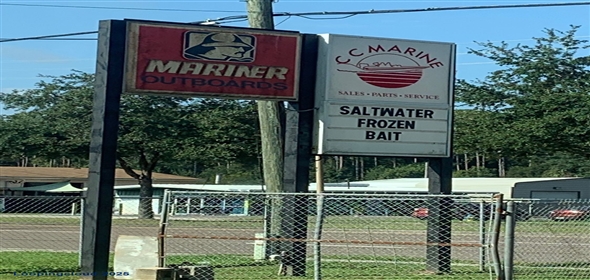 MARINER
OUTBOARDS
C C MARINE
SALES • PARTS • SERVICE
SALTWATER
FROZEN
BAIT